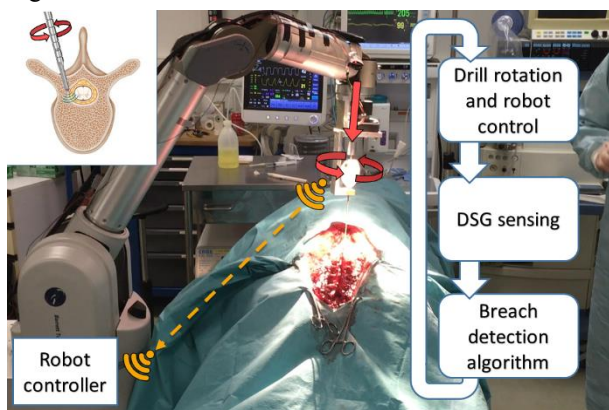 Drill rotation
and robot
control
DSG sensing
Breach
detection
algorithm
Robot
controller